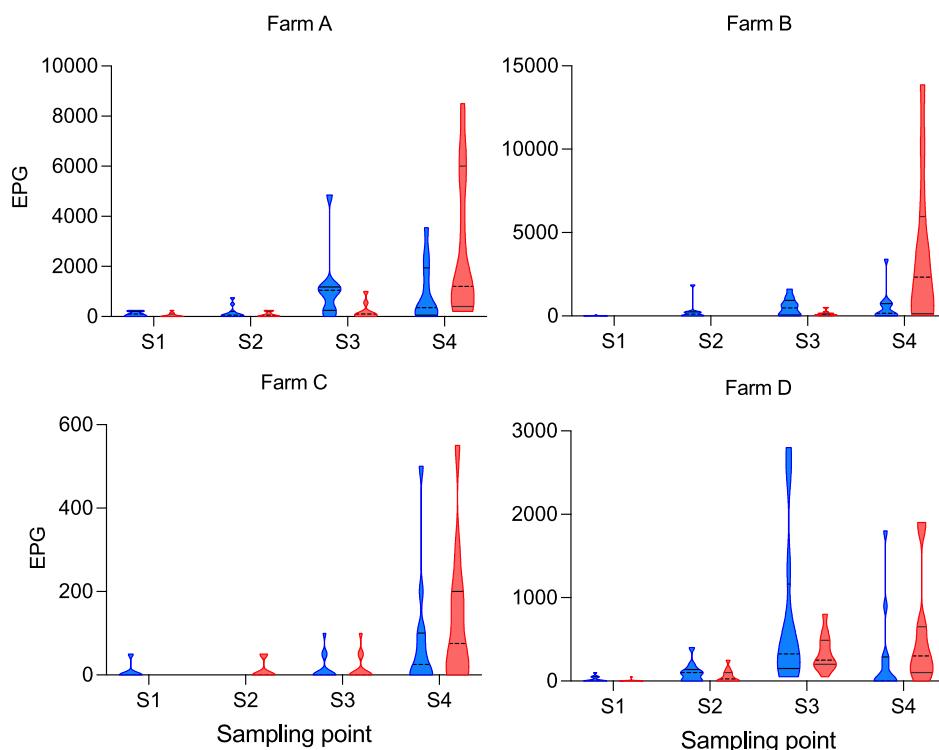 Farm A
10000
8000
6000
4000
2000
0
EPG
S1 S2 S3 S4
Farm B
15000
10000
5000
0
S1 S2 S3 S4
Farm C
600
400
200
0
EPG
S1 S2 S3 S4
Sampling point
Farm D
3000
2000
1000
0
S1 S2 S3 S4
Sampling point